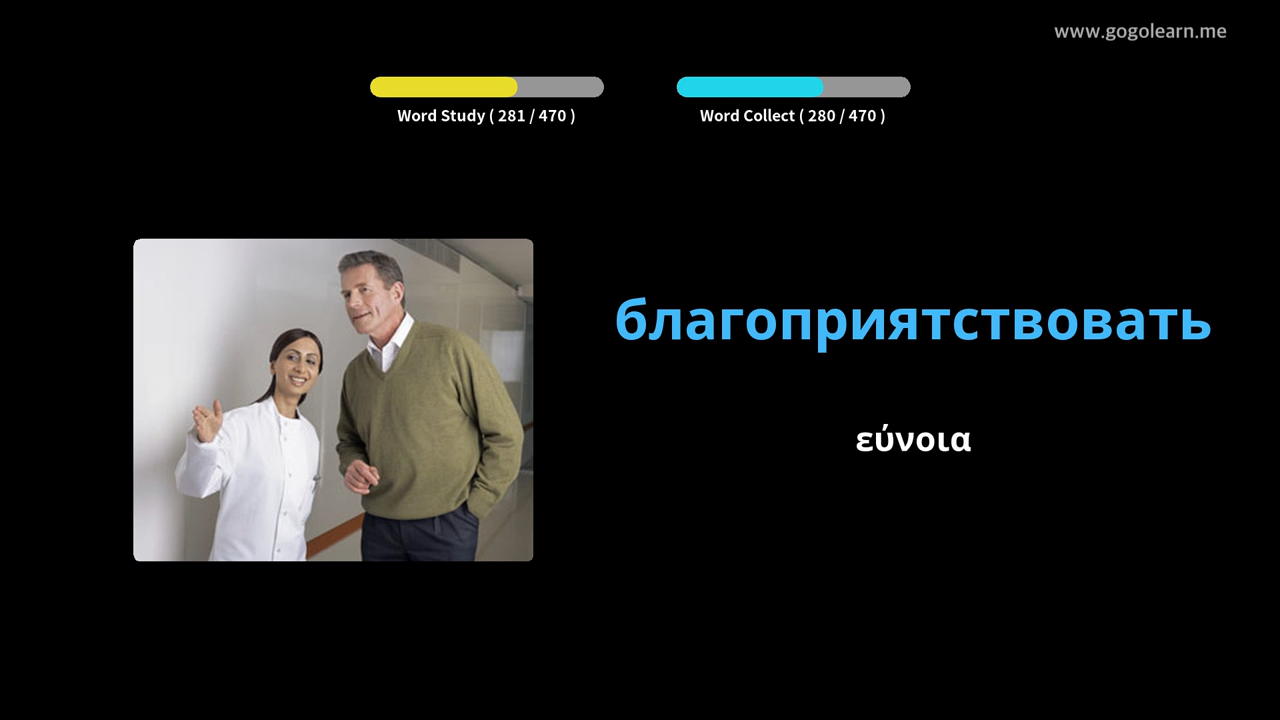 www.gogolearn.me
Word Study ( 281 / 470 )
Word Collect ( 280 / 470 )
благоприятствовать
εύνοια